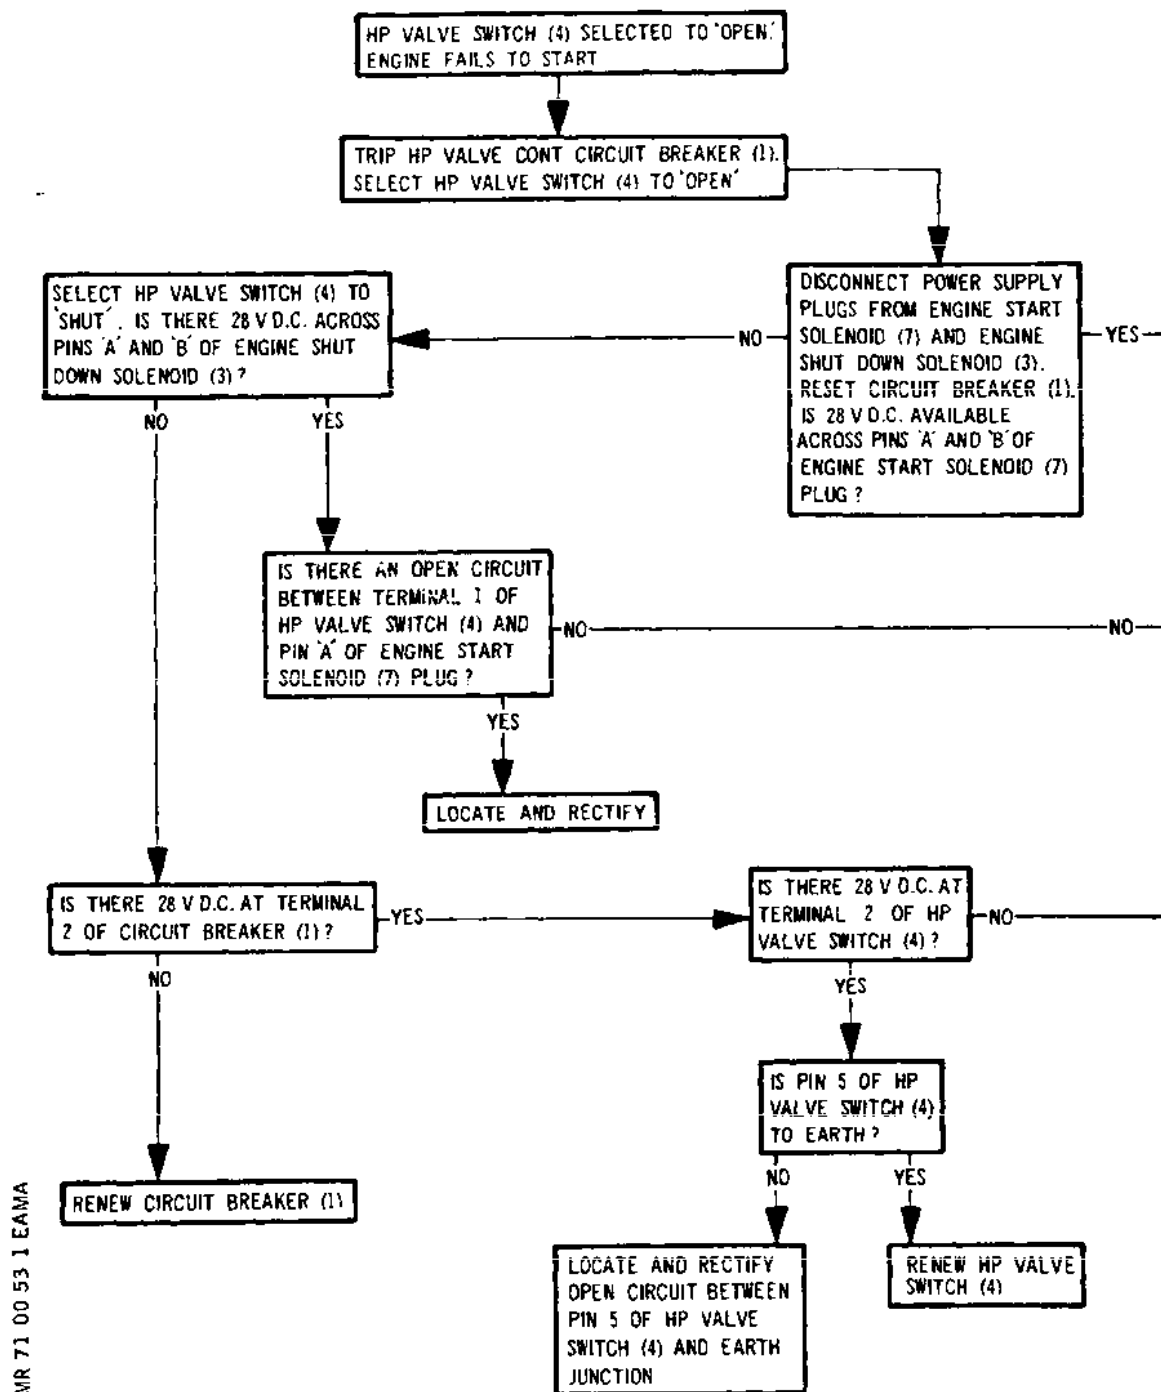 HP VALVE SWITCH (4) SELECTED TO 'OPEN'.
ENGINE FAILS TO START
TRIP HP VALVE CONT CIRCUIT BREAKER (1).
SELECT HP VALVE SWITCH (4) TO 'OPEN'
DISCONNECT POWER SUPPLY
PLUGS FROM ENGINE START
SOLENOID (7) AND ENGINE
SHUT DOWN SOLENOID (3).
RESET CIRCUIT BREAKER (1).
IS 28 V D.C. AVAILABLE
ACROSS PINS 'A' AND 'B' OF
ENGINE START SOLENOID (7)
PLUG?
YES
NO
SELECT HP VALVE SWITCH (4) TO
'SHUT'. IS THERE 28 V D.C. ACROSS
PINS 'A' AND 'B' OF ENGINE SHUT
DOWN SOLENOID (3)?
NO
YES
IS THERE AN OPEN CIRCUIT
BETWEEN TERMINAL 1 OF
HP VALVE SWITCH (4) AND
PIN 'A' OF ENGINE START
SOLENOID (7) PLUG?
NO
NO
YES
LOCATE AND RECTIFY
IS THERE 28 V D.C. AT TERMINAL
2 OF CIRCUIT BREAKER (1)?
YES
IS THERE 28 V D.C. AT
TERMINAL 2 OF HP
VALVE SWITCH (4)?
NO
NO
YES
IS PIN 5 OF HP
VALVE SWITCH (4)
TO EARTH?
NO
YES
RENEW CIRCUIT BREAKER (1)
LOCATE AND RECTIFY
OPEN CIRCUIT BETWEEN
PIN 5 OF HP VALVE
SWITCH (4) AND EARTH
JUNCTION
RENEW HP VALVE
SWITCH (4)
MR 71 00 53 1 EAMA